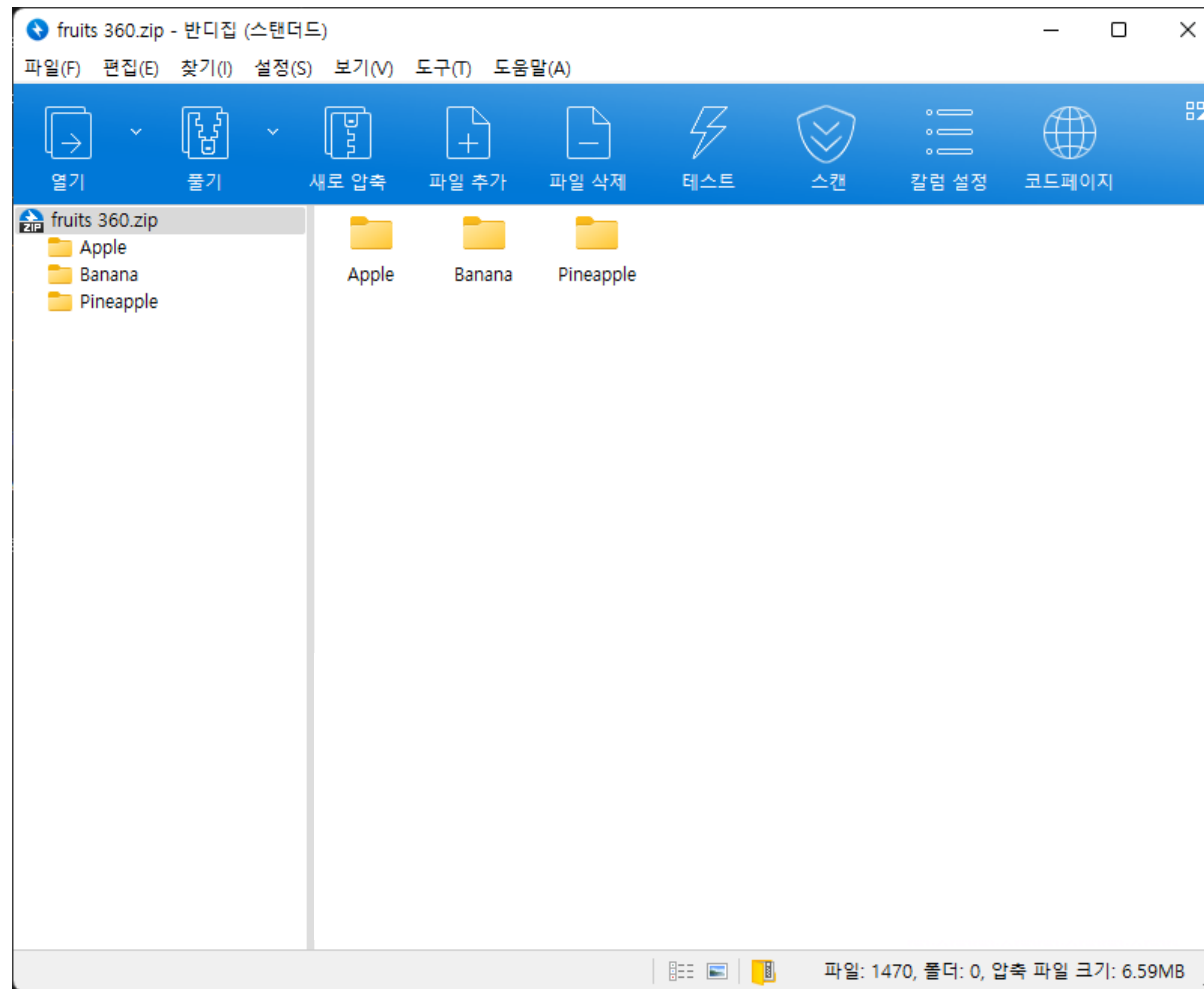 fruits 360.zip - 반디집 (스탠더드)
파일(F) 편집(E) 찾기(I) 설정(S) 보기(V) 도구(T) 도움말(A)
열기 풀기 새로 압축 파일 추가 파일 삭제 테스트 스캔 칼럼 설정 코드페이지
ZIP fruits 360.zip
Apple
Banana
Pineapple
Apple Banana Pineapple
파일: 1470, 폴더: 0, 압축 파일 크기: 6.59MB